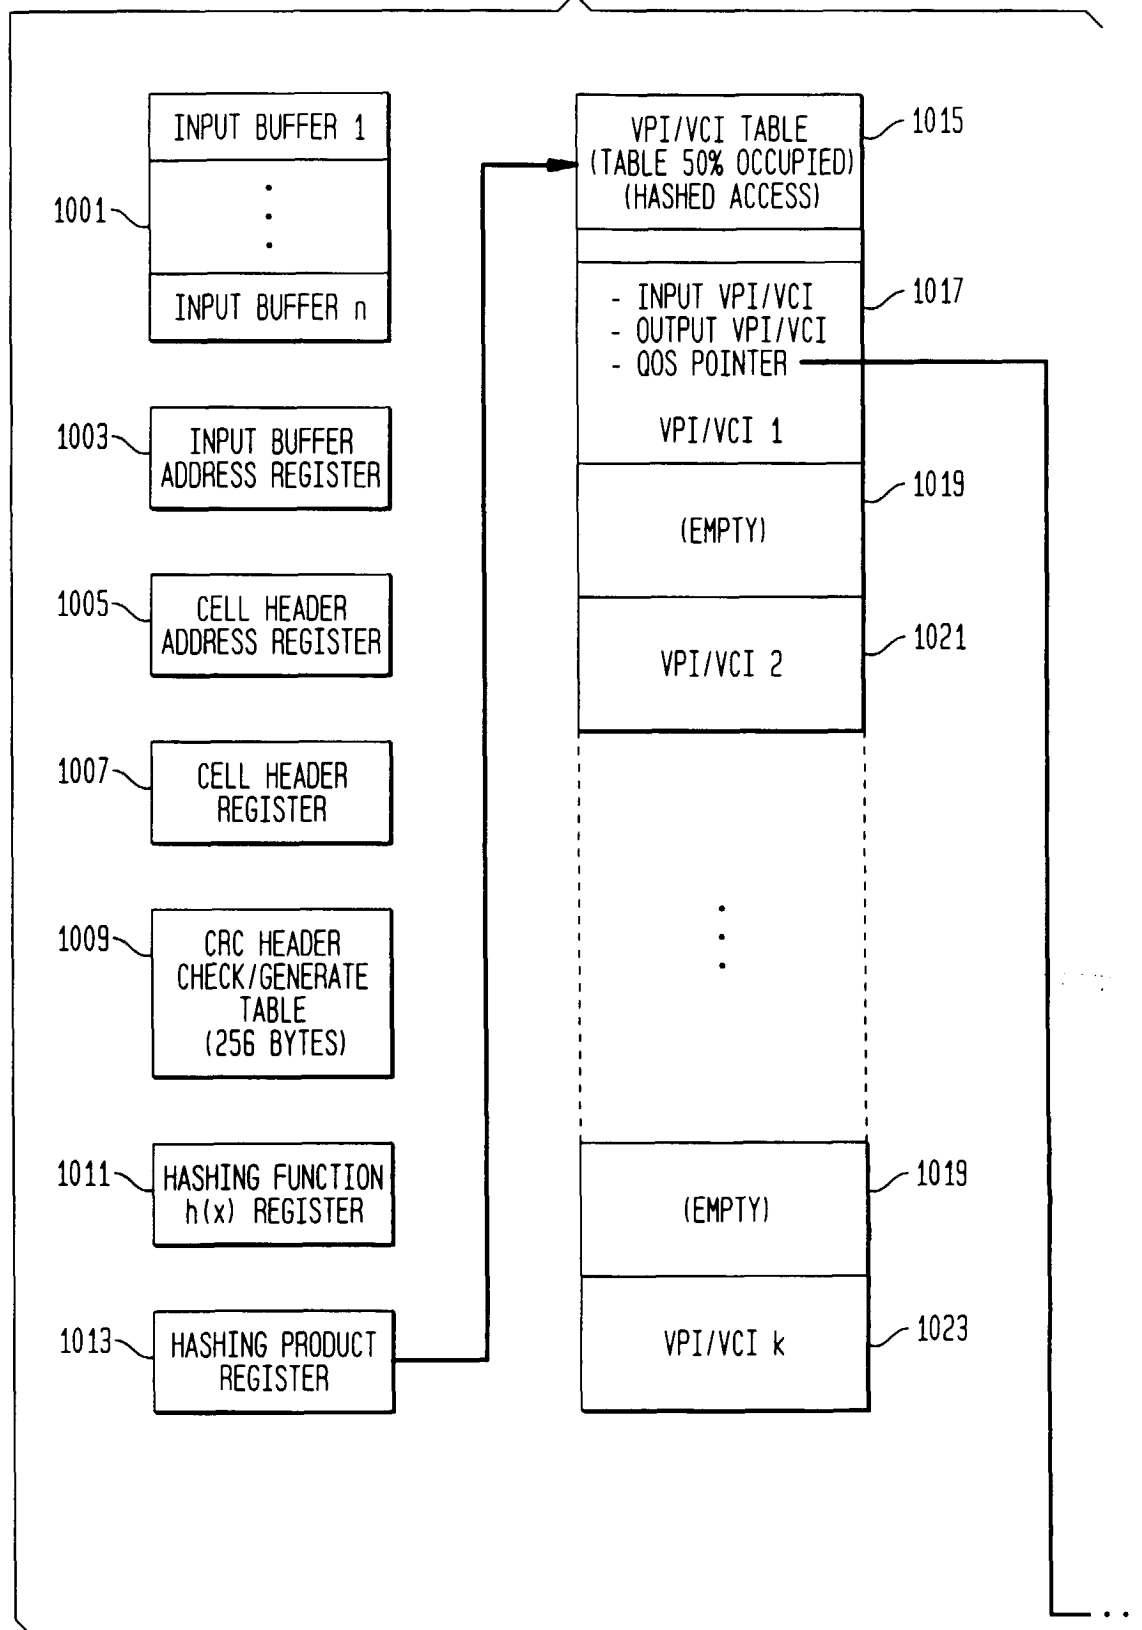 INPUT BUFFER 1
1001
INPUT BUFFER n
1003
INPUT BUFFER
ADDRESS REGISTER
1005
CELL HEADER
ADDRESS REGISTER
1007
CELL HEADER
REGISTER
1009
CRC HEADER
CHECK/GENERATE
TABLE
(256 BYTES)
1011
HASHING FUNCTION
h(x) REGISTER
1013
HASHING PRODUCT
REGISTER
VPI/VCI TABLE
(TABLE 50% OCCUPIED)
(HASHED ACCESS)
1015
- INPUT VPI/VCI
- OUTPUT VPI/VCI
- QOS POINTER
VPI/VCI 1
1017
(EMPTY)
1019
VPI/VCI 2
1021
(EMPTY)
1019
VPI/VCI k
1023